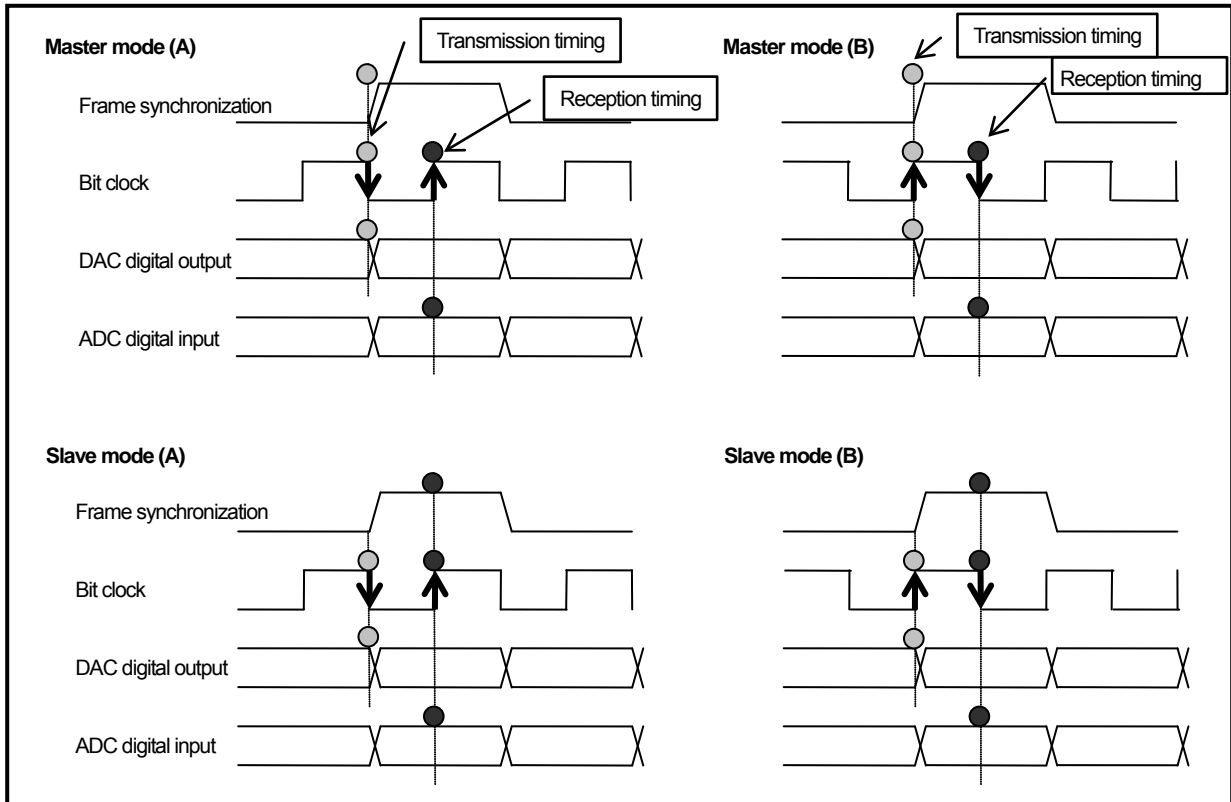 Master mode (A)
Transmission timing
Frame synchronization
Reception timing
Bit clock
DAC digital output
ADC digital input
Master mode (B)
Transmission timing
Reception timing
Slave mode (A)
Frame synchronization
Bit clock
DAC digital output
ADC digital input
Slave mode (B)